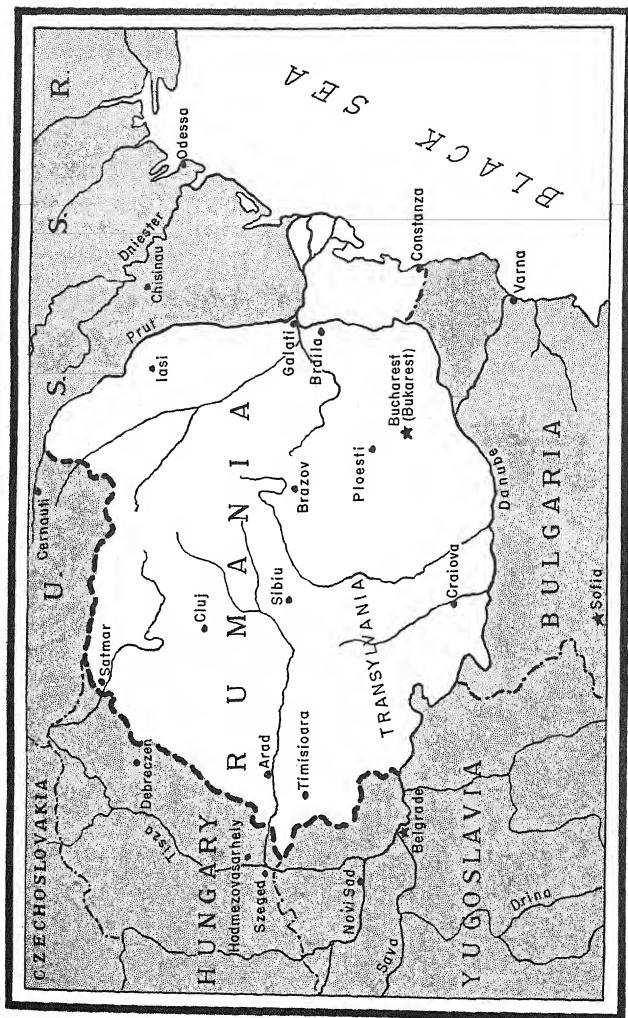 CZECHOSLOVAKIA
U. S. S. R.
Cernauti
Satmar
Debreczen
Tisza
HUNGARY
Hodmezovasarhely
Szeged
Arad
Timisioara
Novi Sad
Sava
Belgrade
YUGOSLAVIA
Drina
RUMANIA
Cluj
Sibiu
Brazov
TRANSYLVANIA
Craiova
Ploesti
Bucharest
(Bukarest)
Danube
BULGARIA
Sofia
Iasi
Prut
Chisinau
Dniester
Odessa
Galati
Braila
Constanza
Varna
BLACK SEA